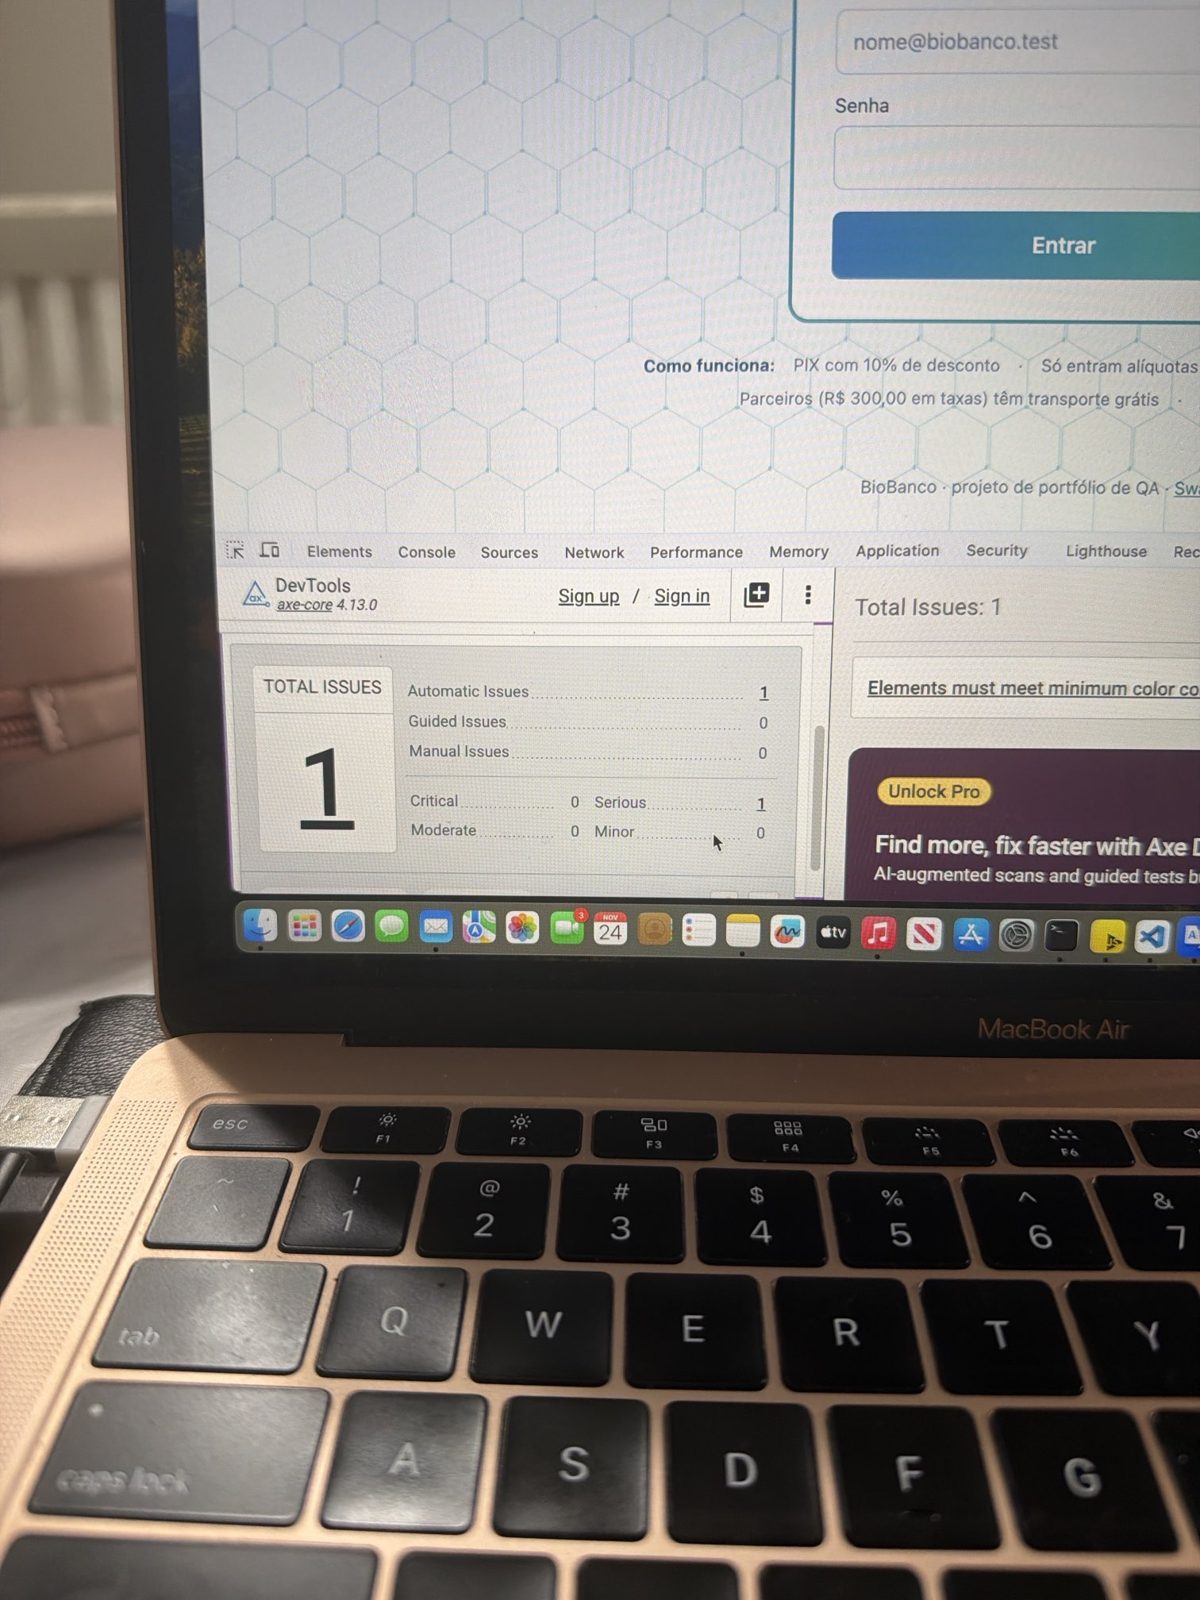 nome@biobanco.test
Senha
Entrar
Como funciona: PIX com 10% de desconto · Só entram alíquotas
Parceiros (R$ 300,00 em taxas) têm transporte grátis ·
BioBanco · projeto de portfólio de QA ·
Elements Console Sources Network Performance Memory Application Security Lighthouse
DevTools
axe-core 4.13.0
Sign up / Sign in
Total Issues: 1
TOTAL ISSUES
1
Automatic Issues 1
Guided Issues 0
Manual Issues 0
Critical 0 Serious 1
Moderate 0 Minor 0
Elements must meet minimum color
Unlock Pro
Find more, fix faster with Axe
AI-augmented scans and guided tests
3
NOV
24
tv
MacBook Air
esc F1 F2 F3 F4 F5 F6
~ ! @ # $ % ^ &
` 1 2 3 4 5 6 7
tab Q W E R T Y
caps lock A S D F G